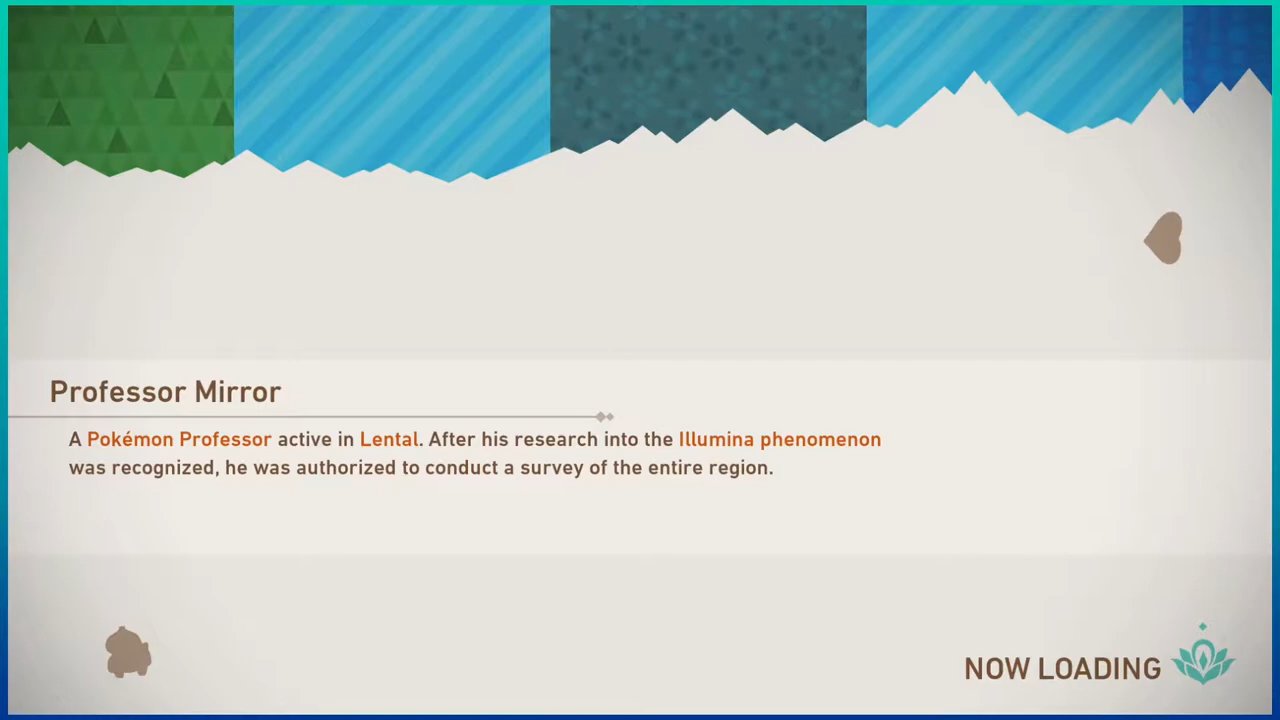 Professor Mirror
A Pokémon Professor active in Lental. After his research into the Illumina phenomenon
was recognized, he was authorized to conduct a survey of the entire region.
NOW LOADING